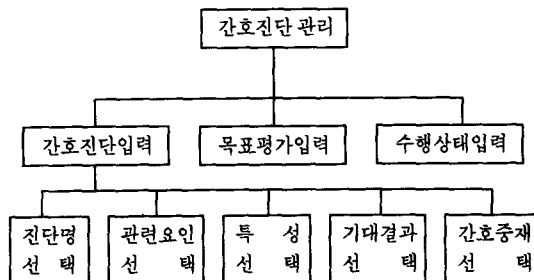 간호진단 관리
간호진단입력 목표평가입력 수행상태입력
진단명 관련요인 특 성 기대결과 간호중재
선 택 선 택 선 택 선 택 선 택